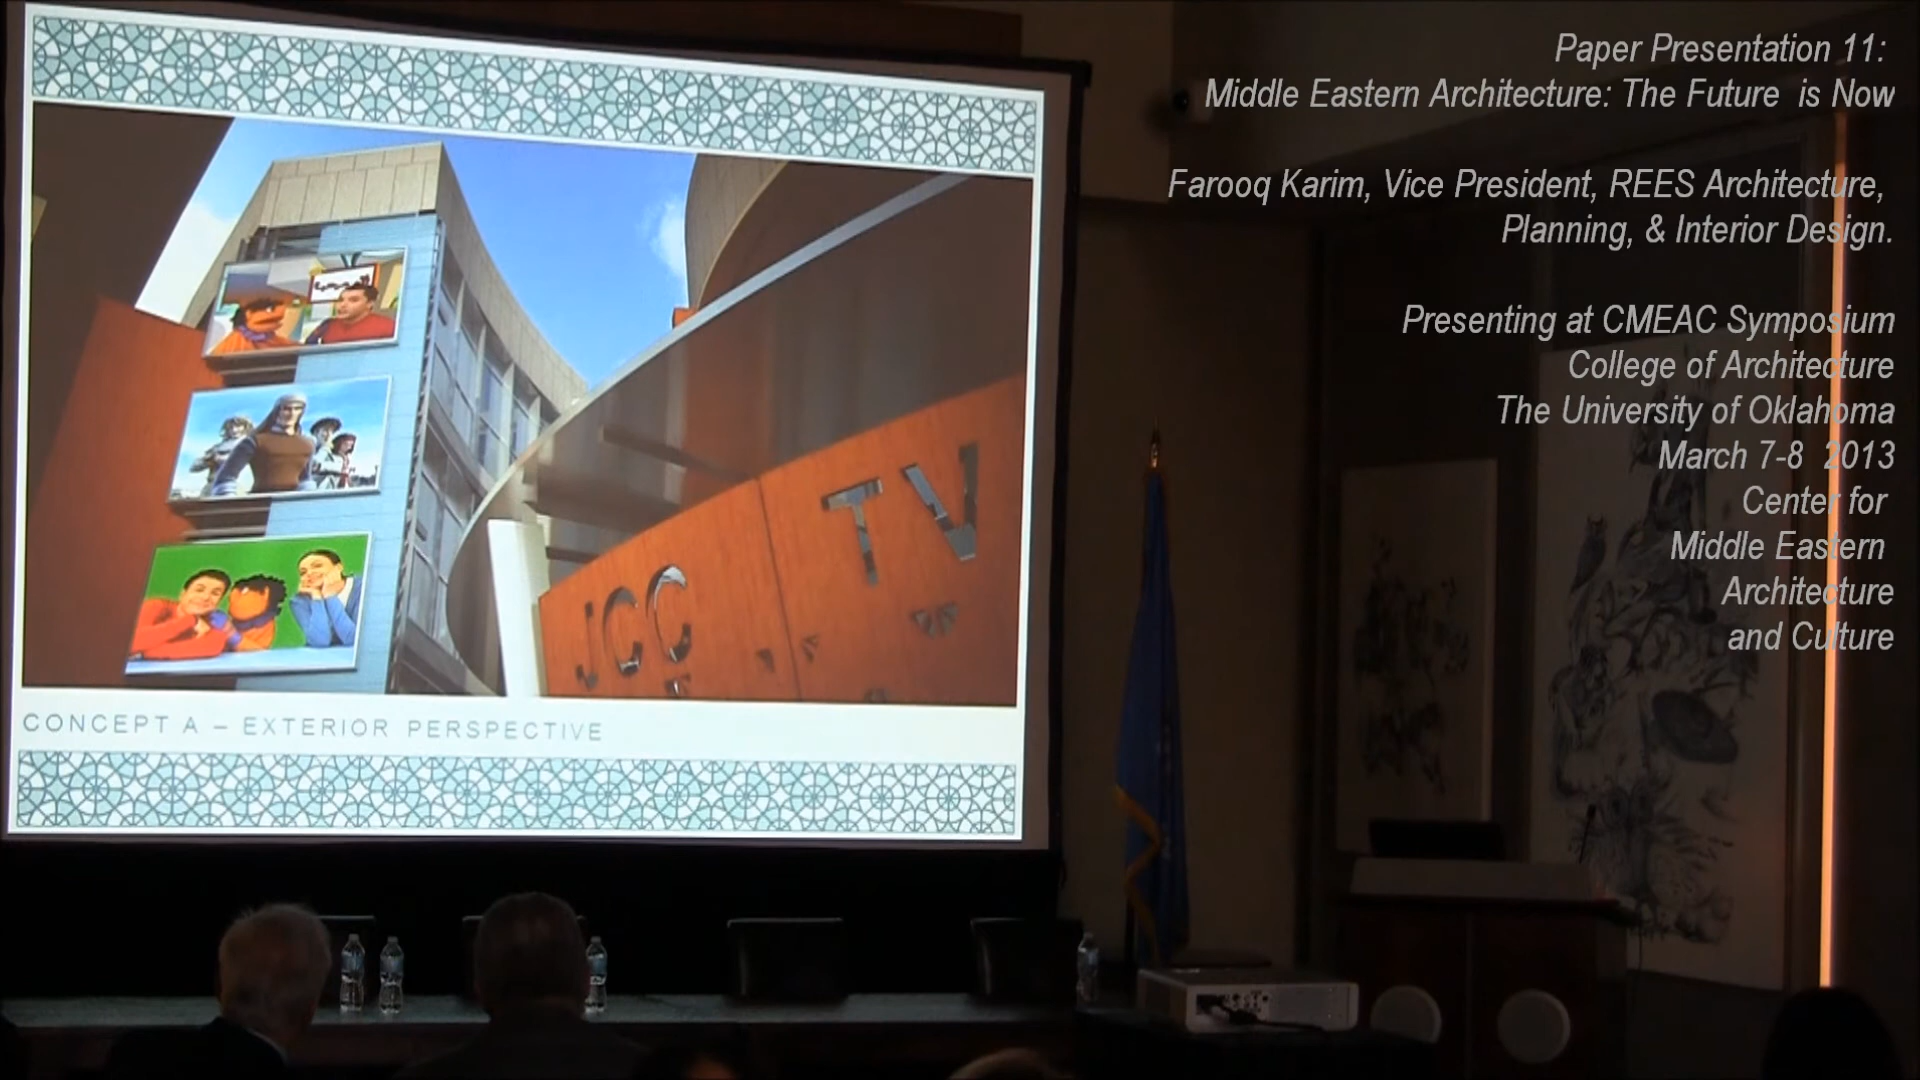 JCC TV
CONCEPT A – EXTERIOR PERSPECTIVE
Paper Presentation 11:
Middle Eastern Architecture: The Future is Now
Farooq Karim, Vice President, REES Architecture,
Planning, & Interior Design.
Presenting at CMEAC Symposium
College of Architecture
The University of Oklahoma
March 7-8 2013
Center for
Middle Eastern
Architecture
and Culture